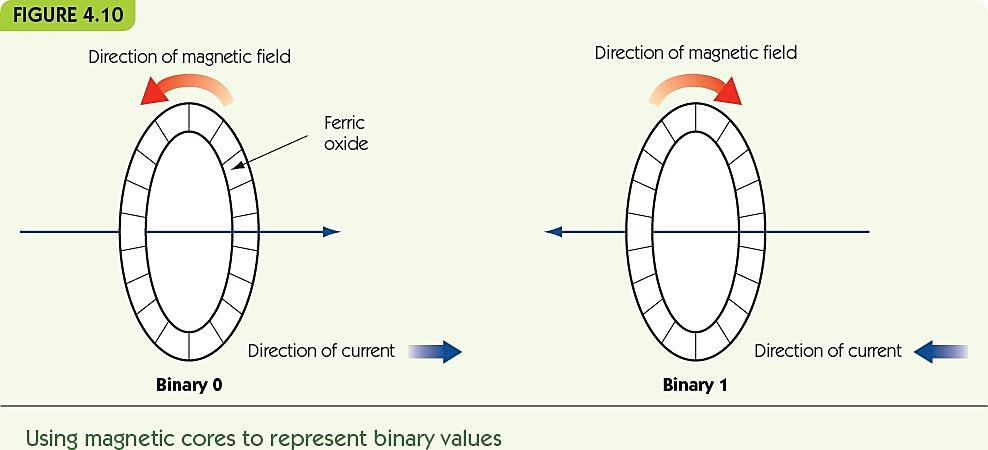 FIGURE 4.10
Direction of magnetic field
Ferric
oxide
Direction of current
Binary 0
Direction of magnetic field
Direction of current
Binary 1
Using magnetic cores to represent binary values